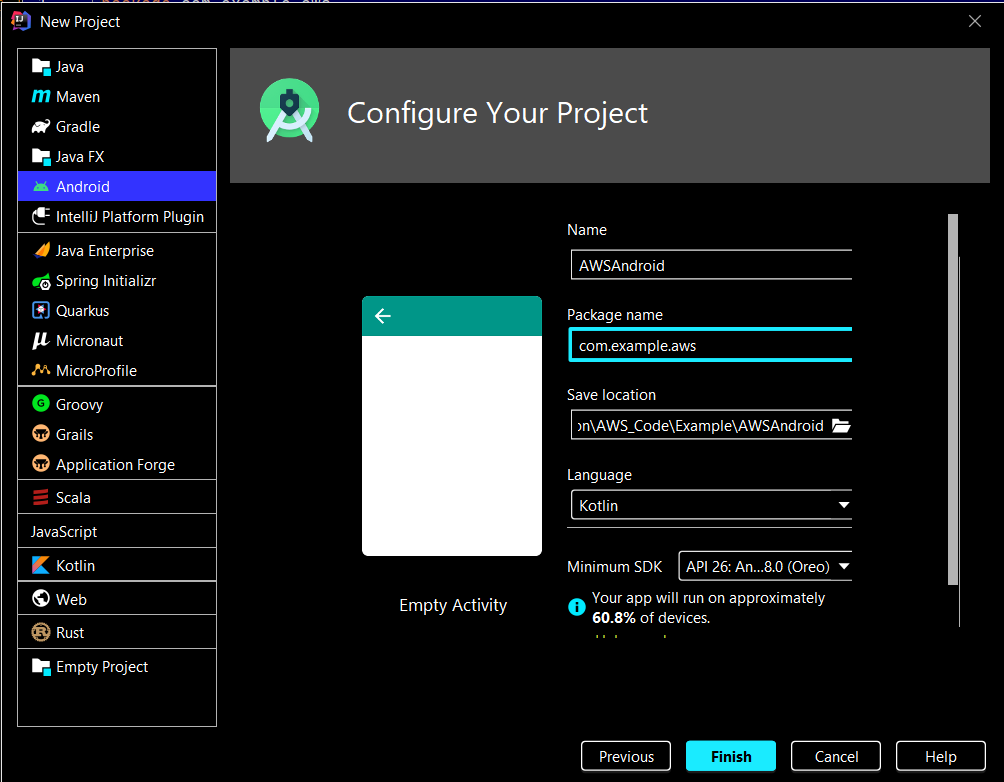 New Project
Java
Maven
Gradle
Java FX
Android
IntelliJ Platform Plugin
Java Enterprise
Spring Initializr
Quarkus
Micronaut
MicroProfile
Groovy
Grails
Application Forge
Scala
JavaScript
Kotlin
Web
Rust
Empty Project
Configure Your Project
Empty Activity
Name
AWSAndroid
Package name
com.example.aws
Save location
\AWS_Code\Example\AWSAndroid
Language
Kotlin
Minimum SDK
API 26: An...8.0 (Oreo)
Your app will run on approximately
60.8% of devices.
Previous
Finish
Cancel
Help